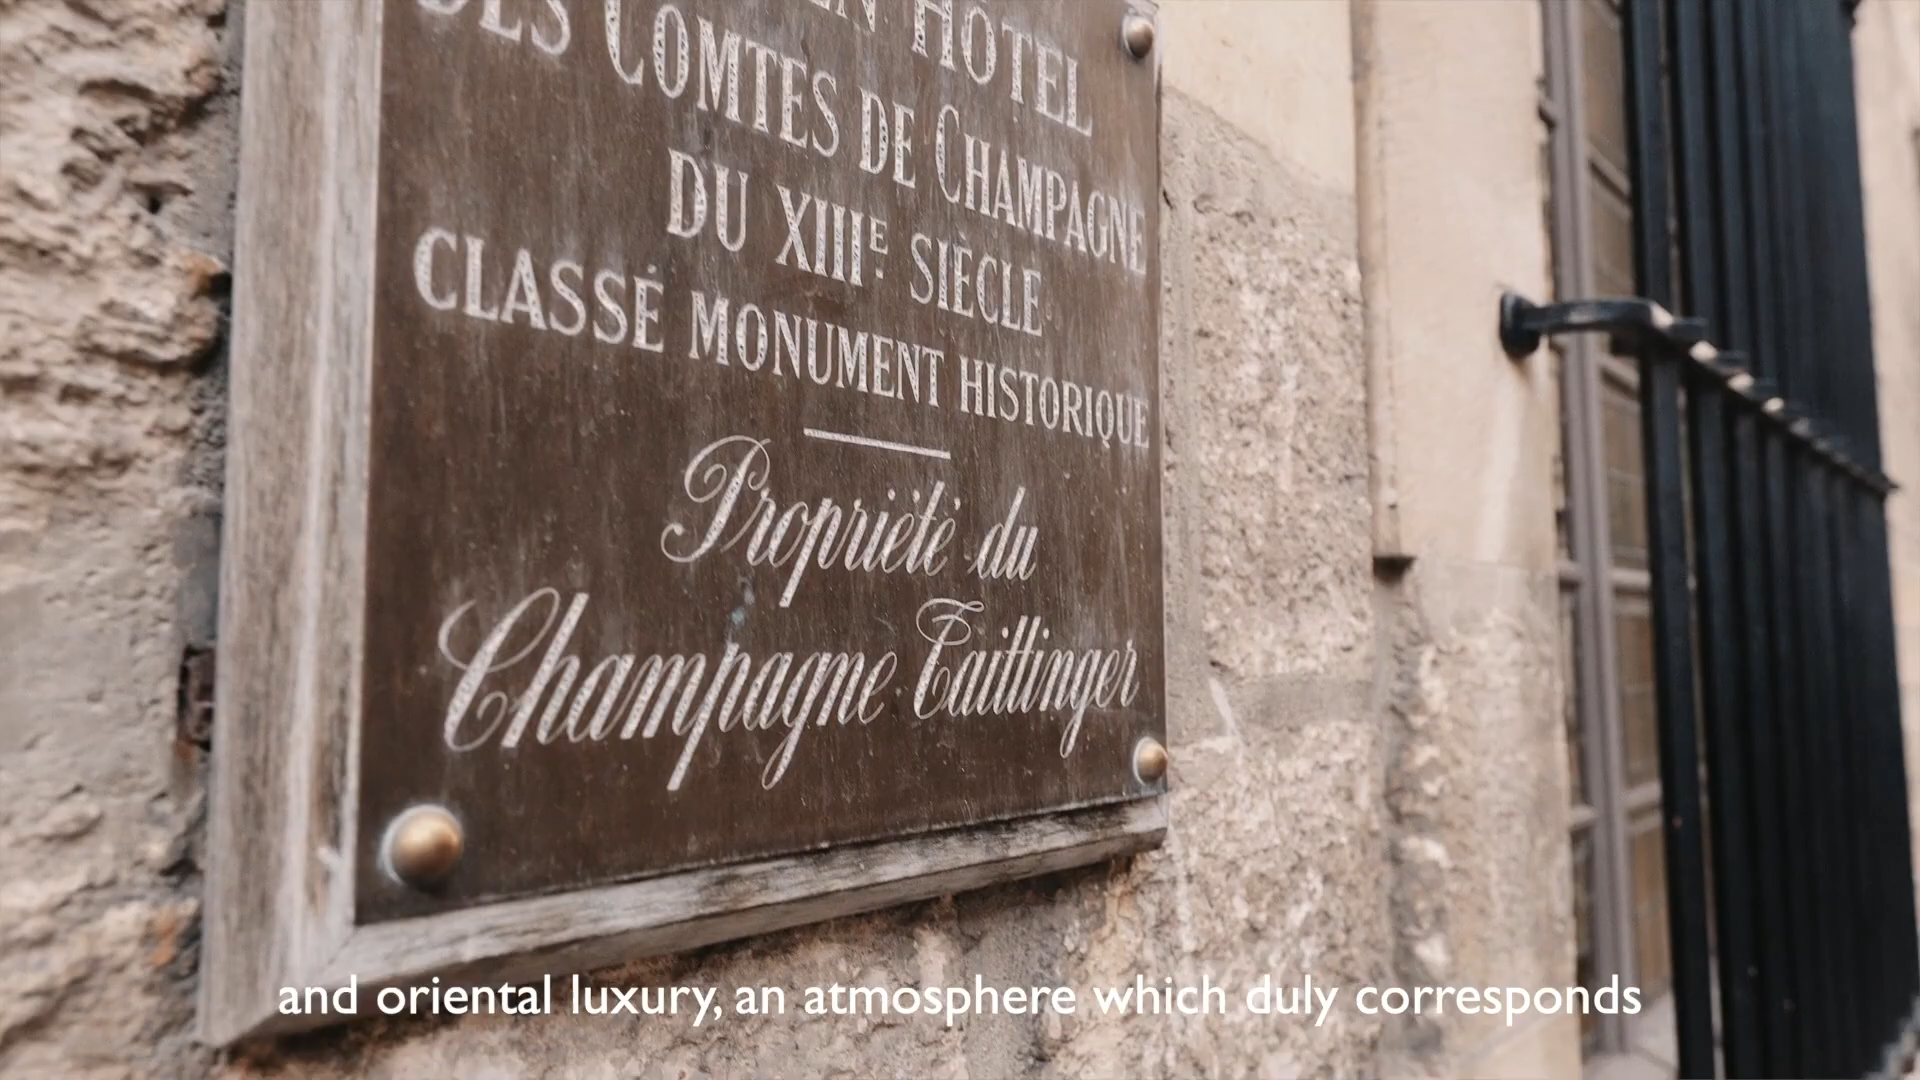 HÔTEL
DES COMTES DE CHAMPAGNE
DU XIIIE SIÈCLE
CLASSÉ MONUMENT HISTORIQUE
Propriété du
Champagne Taittinger
and oriental luxury, an atmosphere which duly corresponds